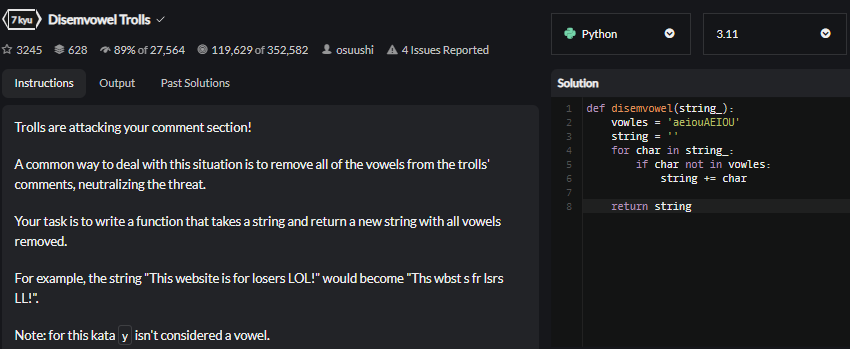 7 kyu Disemvowel Trolls
3245 628 89% of 27,564 119,629 of 352,582 osuushi 4 Issues Reported
Instructions Output Past Solutions
Trolls are attacking your comment section!
A common way to deal with this situation is to remove all of the vowels from the trolls'
comments, neutralizing the threat.
Your task is to write a function that takes a string and return a new string with all vowels
removed.
For example, the string "This website is for losers LOL!" would become "Ths wbst s fr lsrs
LL!".
Note: for this kata y isn't considered a vowel.
Python 3.11
Solution
1 def disemvowel(string_):
2 vowles = 'aeiouAEIOU'
3 string = ''
4 for char in string_:
5 if char not in vowles:
6 string += char
7
8 return string